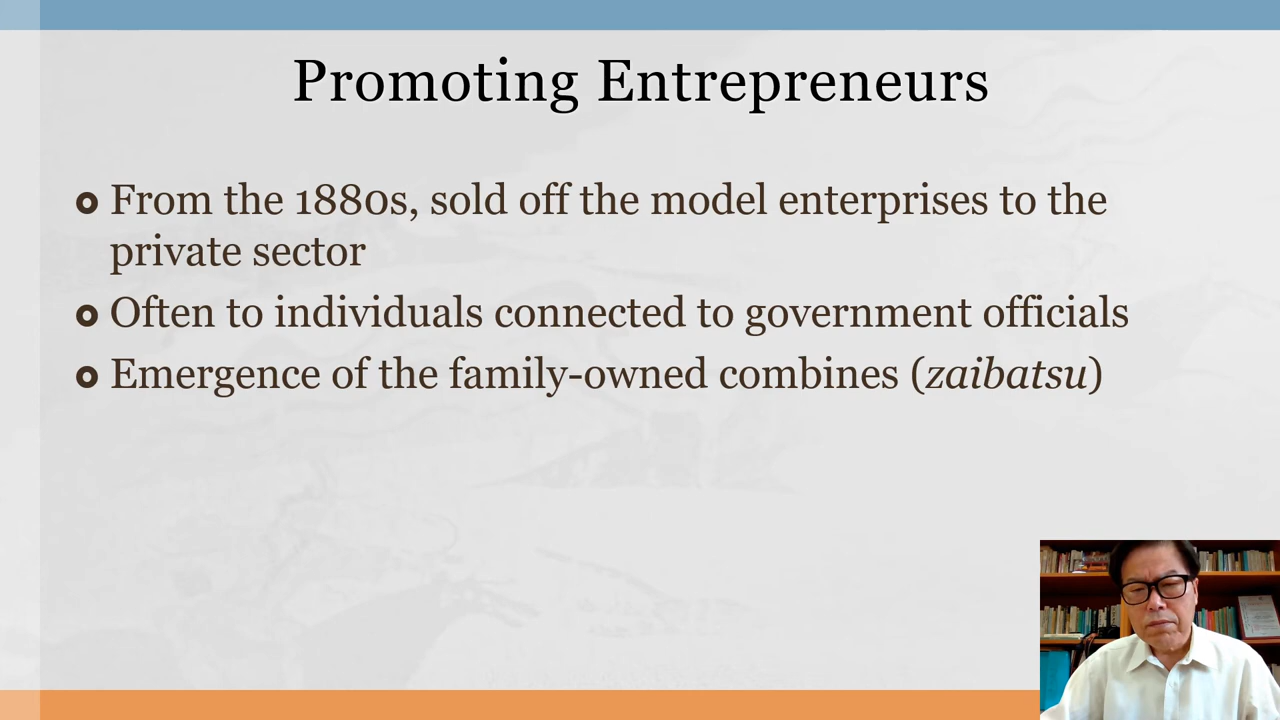 Promoting Entrepreneurs
From the 1880s, sold off the model enterprises to the
private sector
Often to individuals connected to government officials
Emergence of the family-owned combines (zaibatsu)